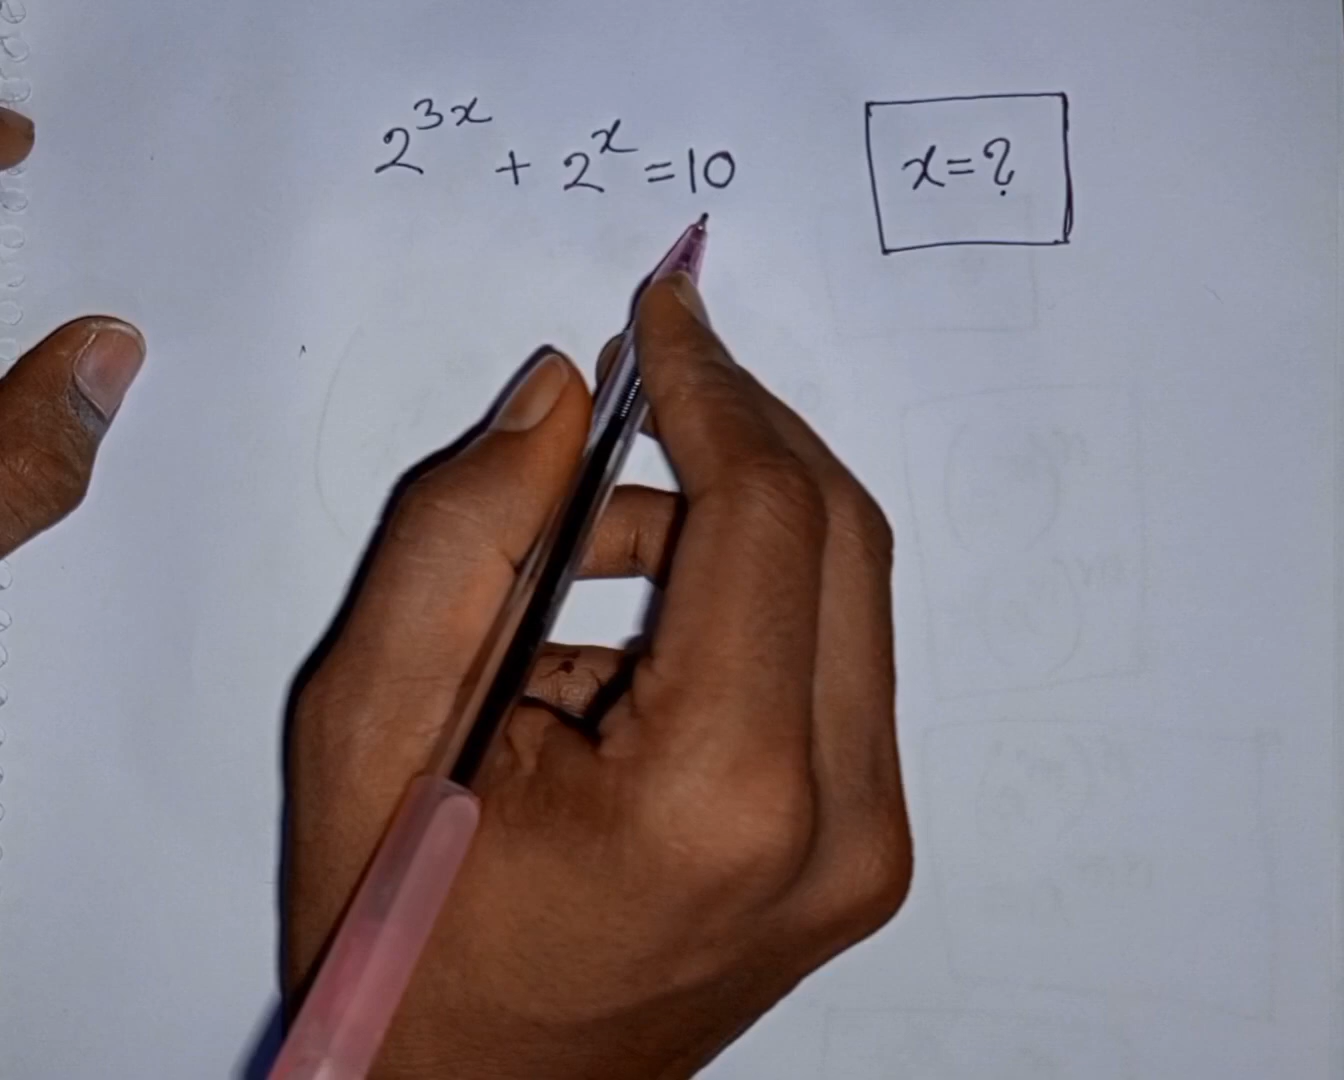 2^{3x} + 2^x = 10
x = ?